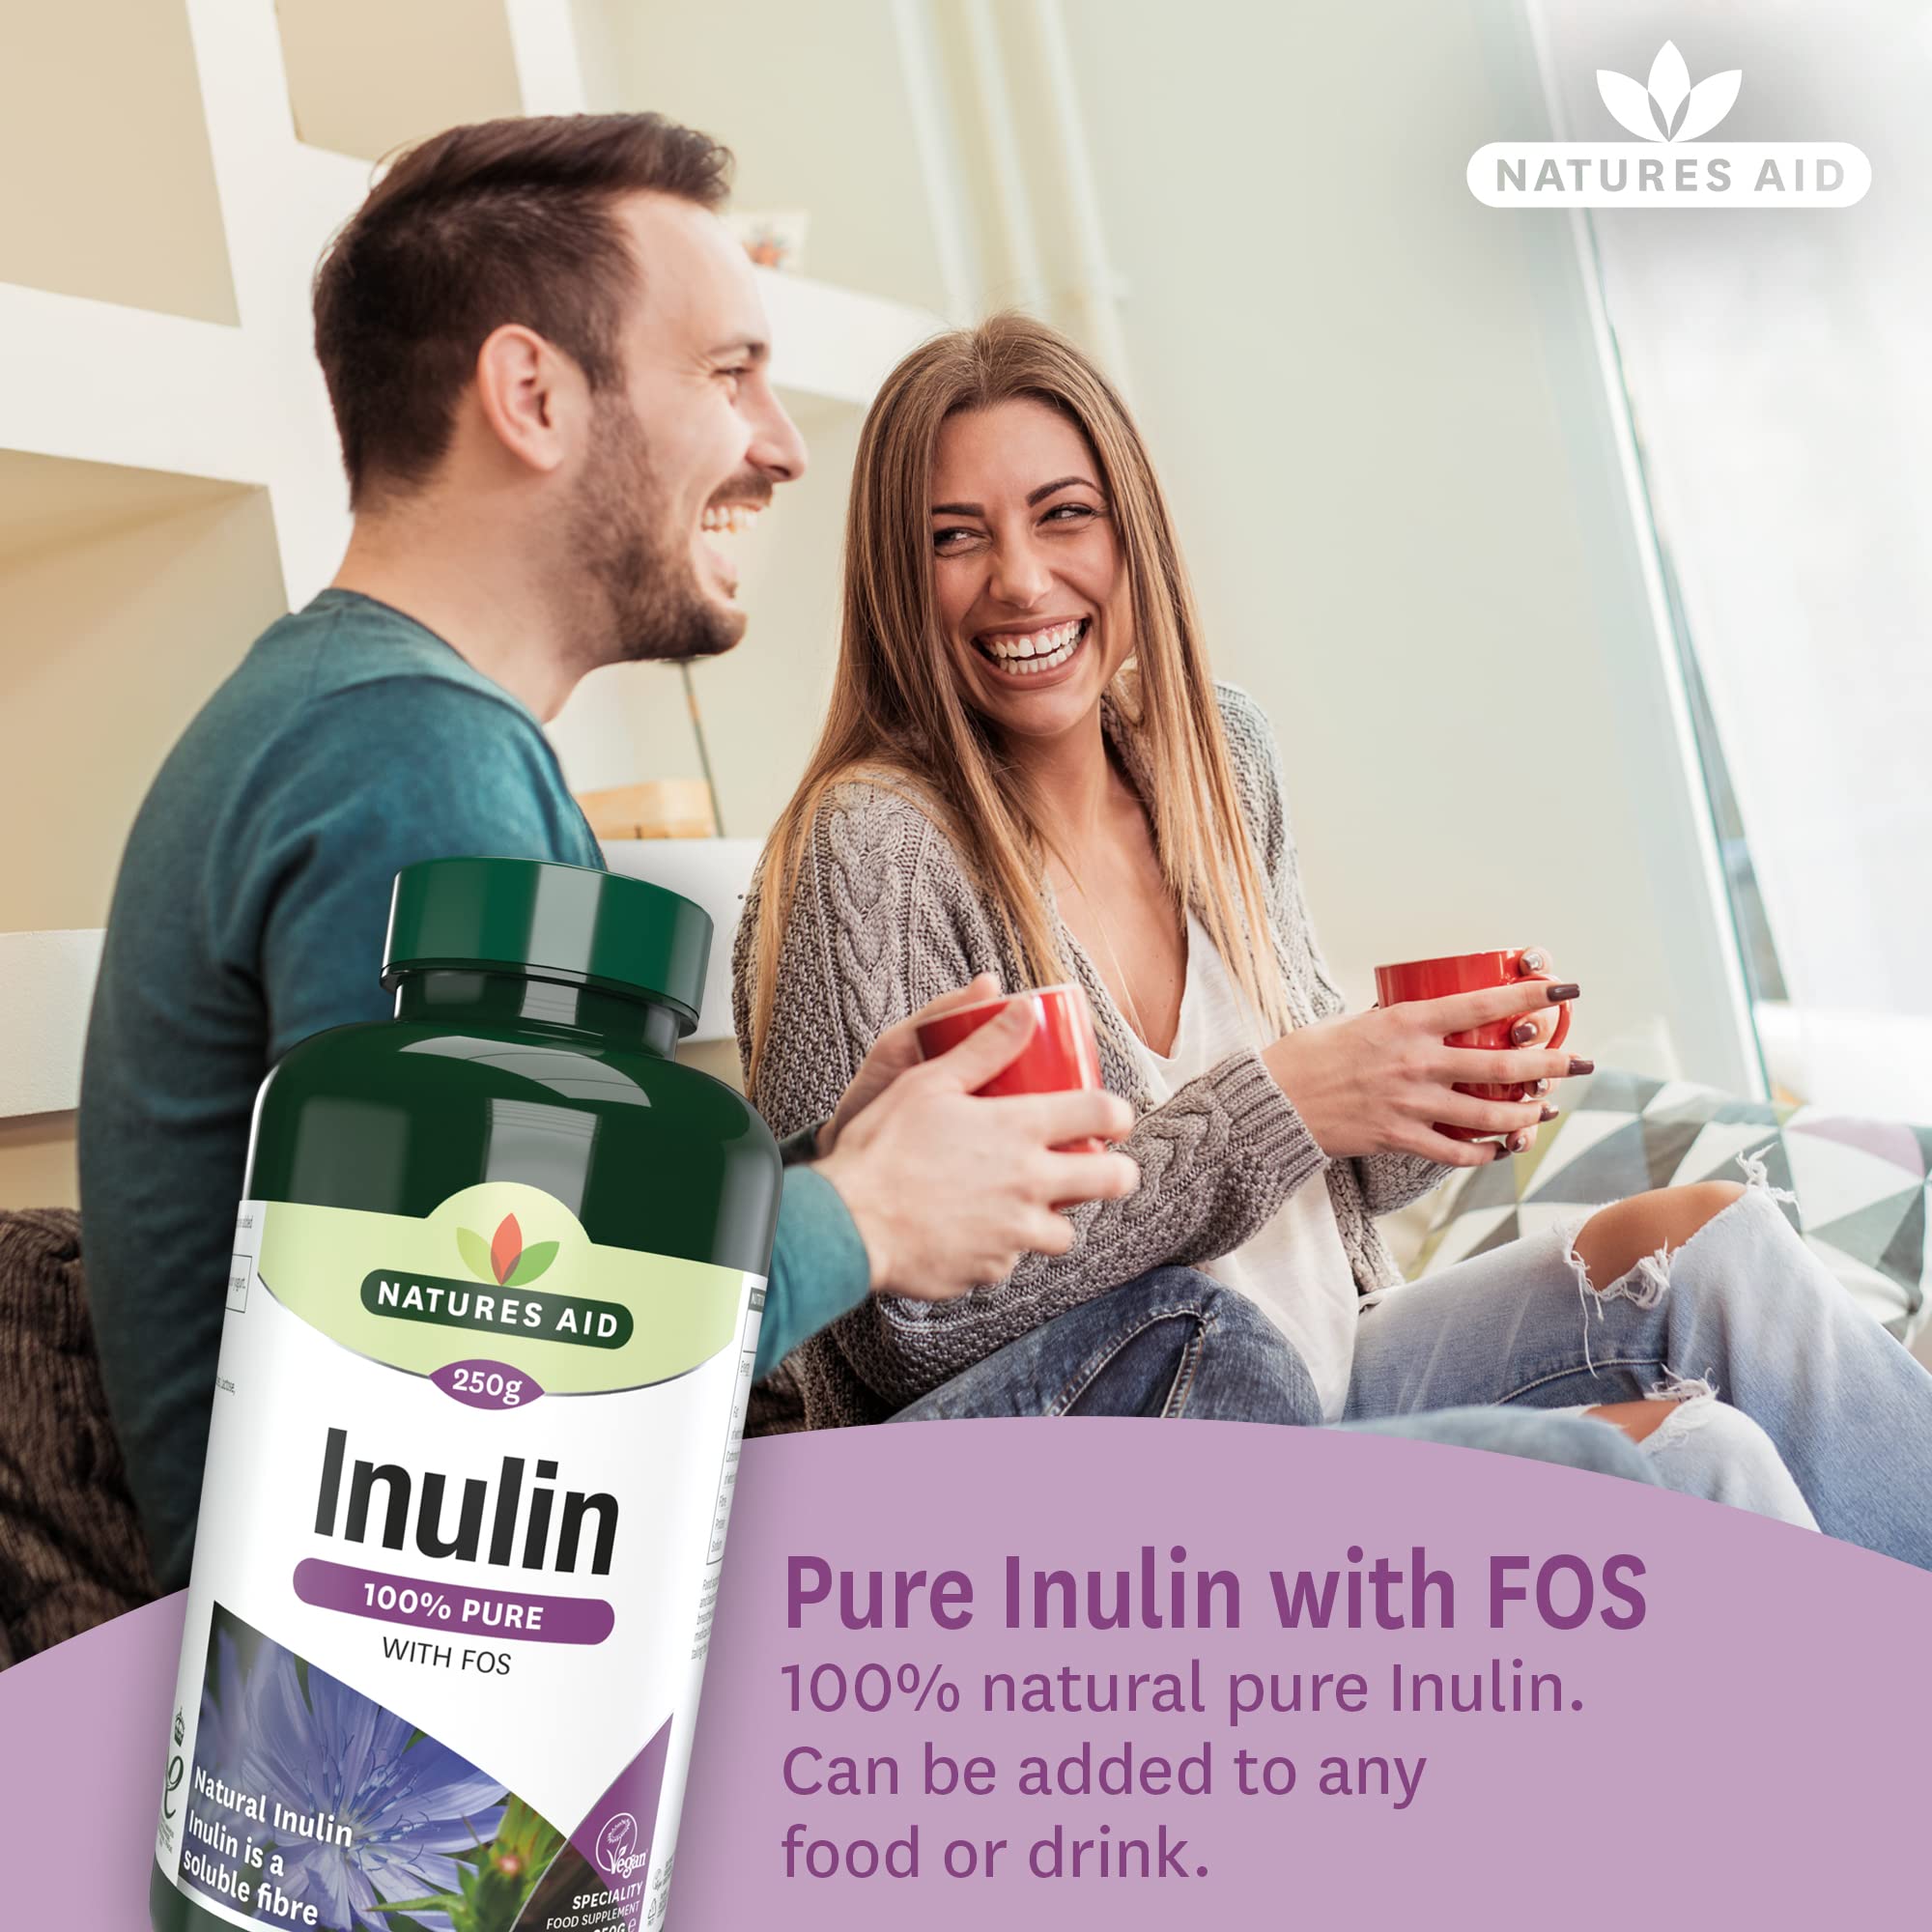 NATURES AID
NATURES AID
250g
Inulin
100% PURE
WITH FOS
Natural Inulin
Inulin is a
soluble fibre
Vegan
SPECIALITY
FOOD SUPPLEMENT
Pure Inulin with FOS
100% natural pure Inulin.
Can be added to any
food or drink.